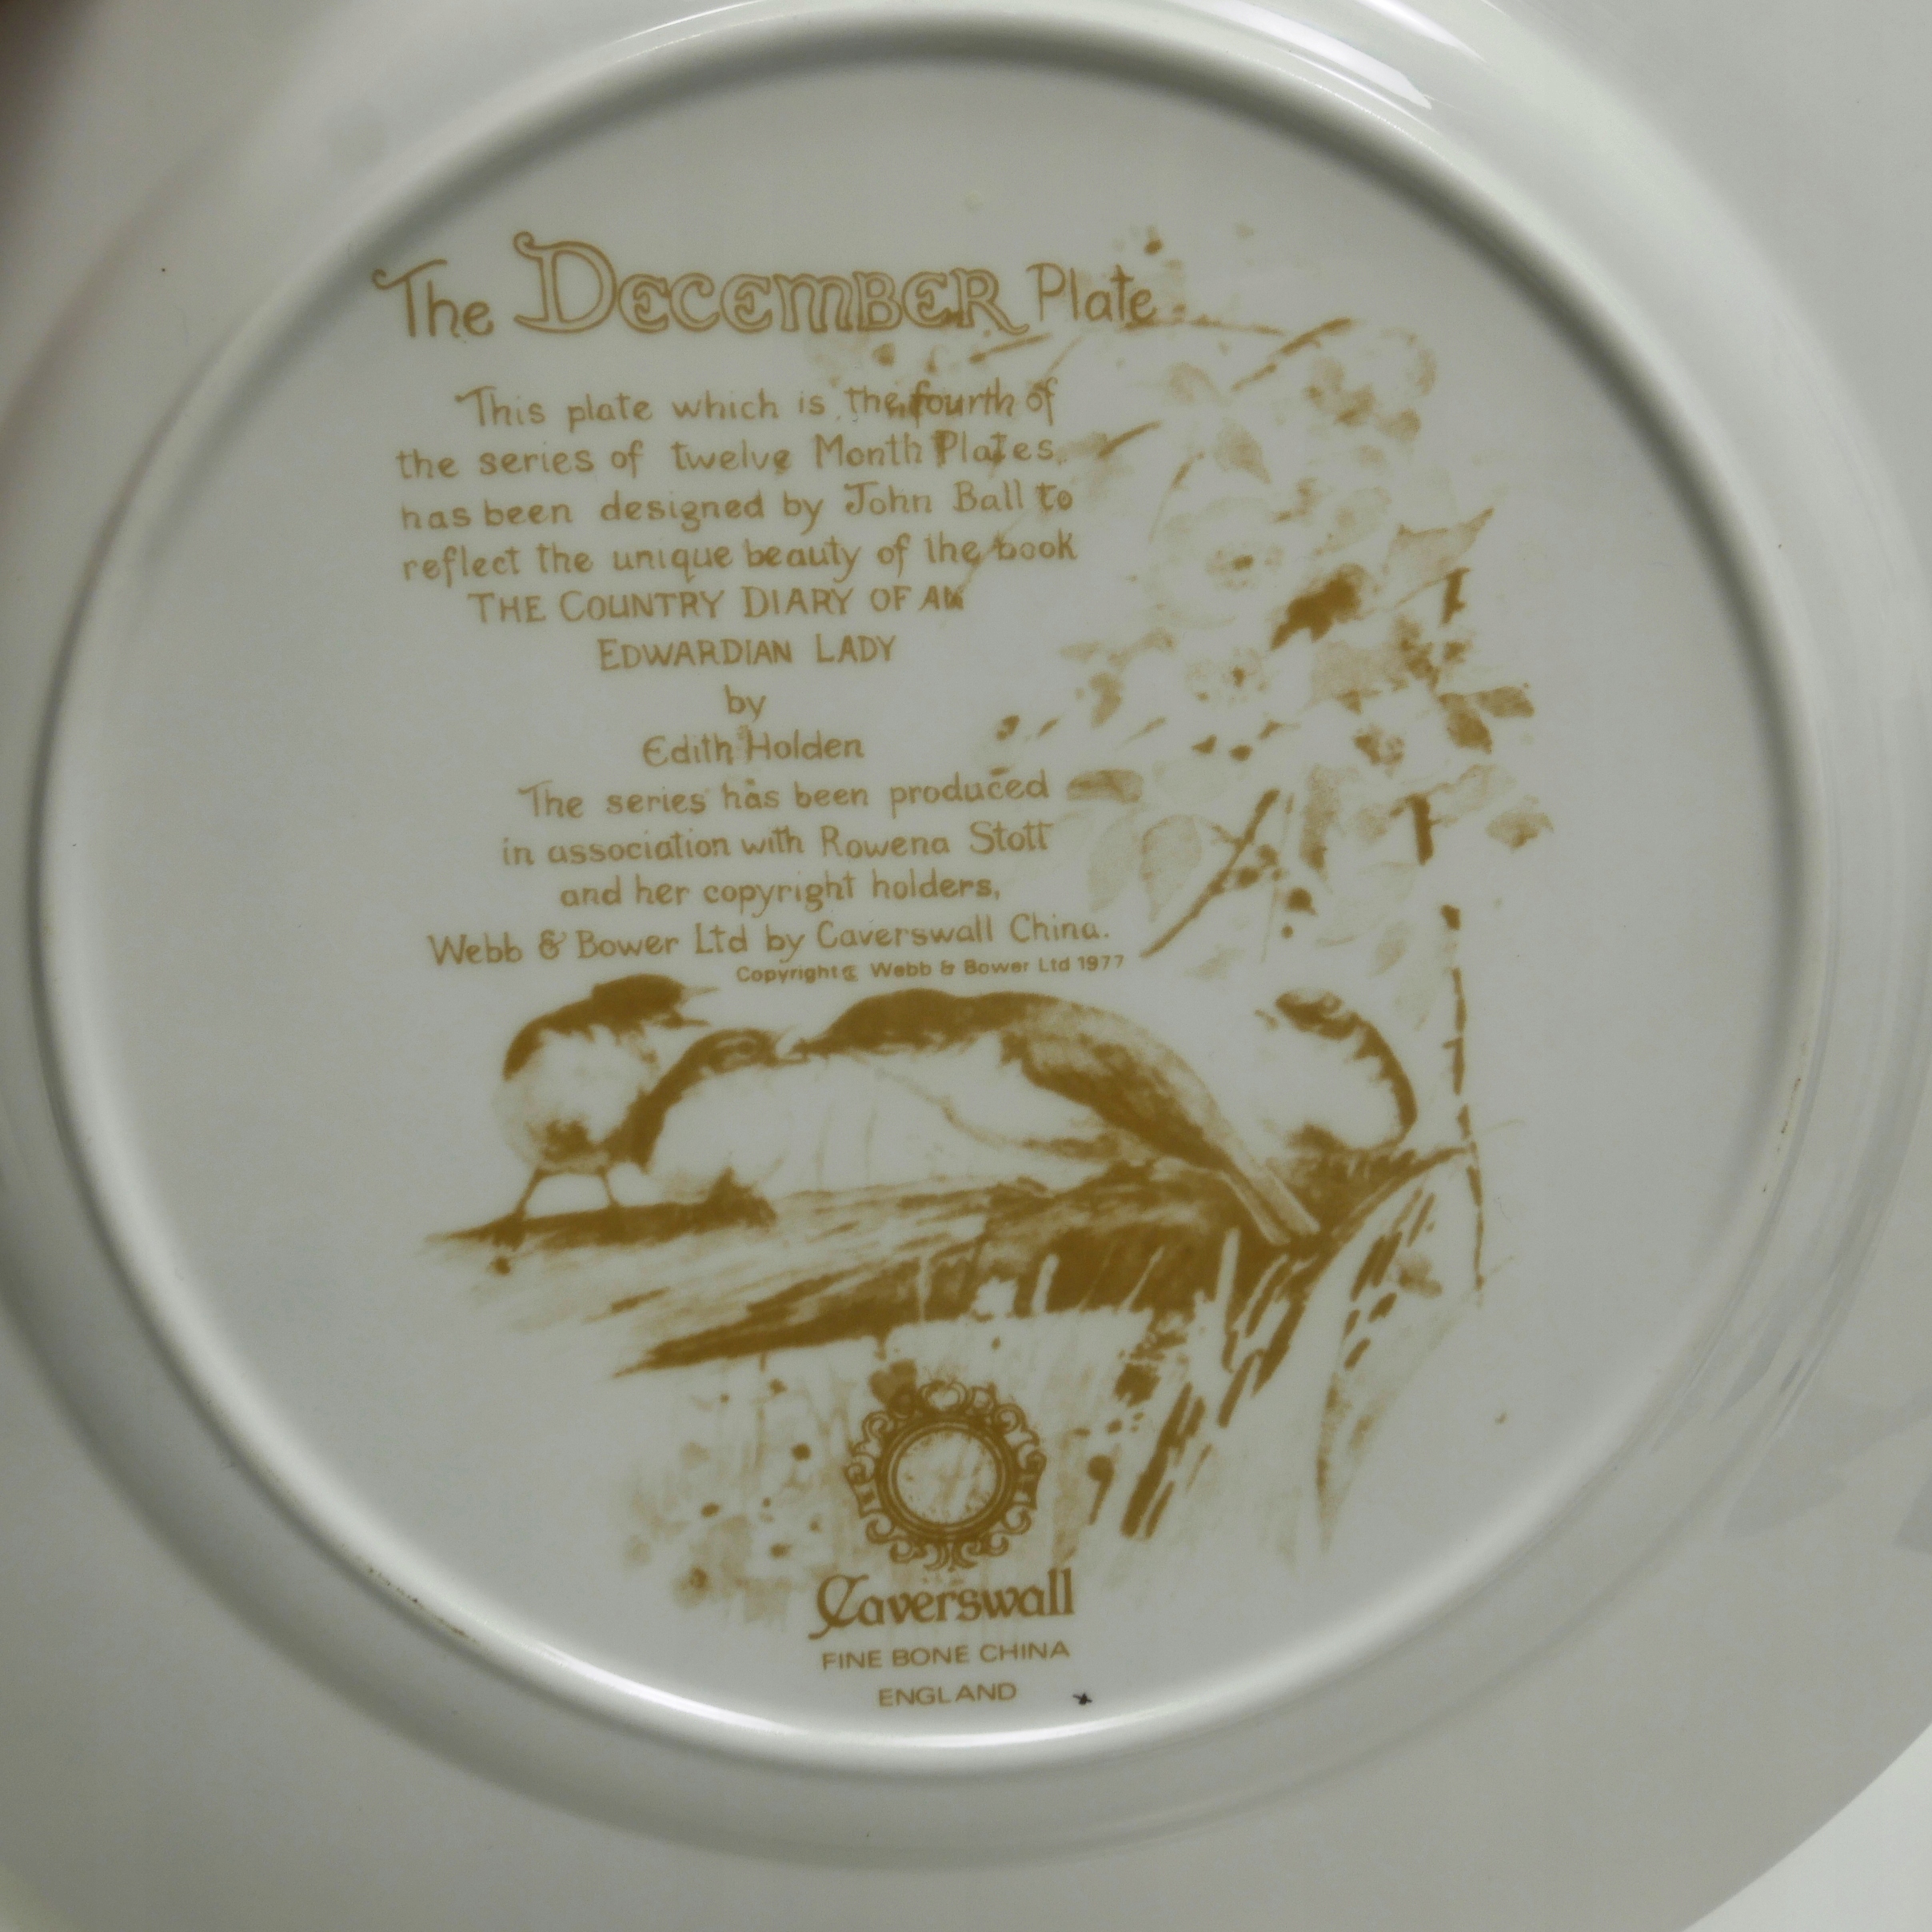 The DECEMBER Plate
This plate which is the fourth of
the series of twelve Month Plates,
has been designed by John Ball to
reflect the unique beauty of the book
THE COUNTRY DIARY OF AN
EDWARDIAN LADY
by
Edith Holden
The series has been produced
in association with Rowena Stott
and her copyright holders,
Webb & Bower Ltd by Caverswall China.
Copyright © Webb & Bower Ltd 1977
Caverswall
FINE BONE CHINA
ENGLAND